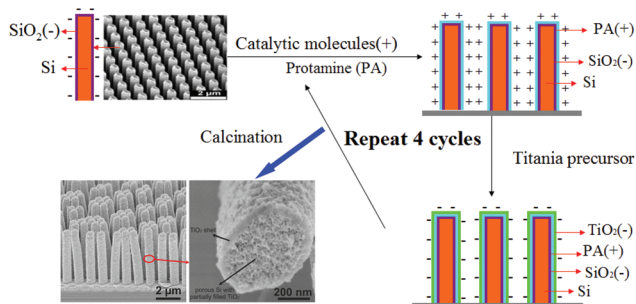 SiO2(-)
Si
2 μm
Catalytic molecules(+)
Protamine (PA)
PA(+)
SiO2(-)
Si
Calcination
Repeat 4 cycles
Titania precursor
TiO2 shell
porous Si with
partially filled TiO2
2 μm
200 nm
TiO2(-)
PA(+)
SiO2(-)
Si